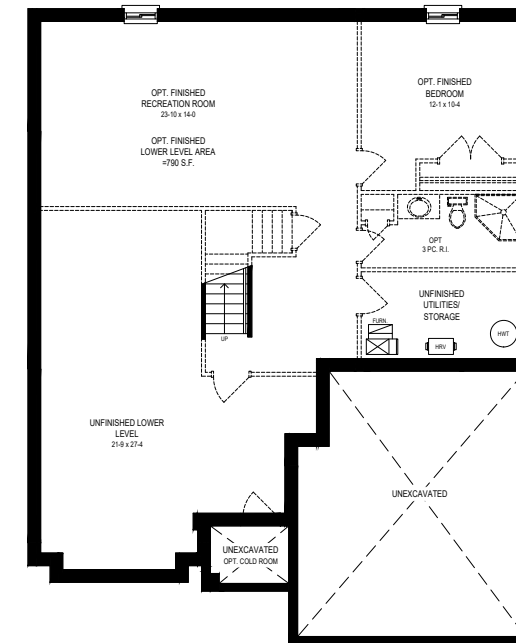 OPT. FINISHED
RECREATION ROOM
23-10 x 14-0
OPT. FINISHED
LOWER LEVEL AREA
=790 S.F.
OPT. FINISHED
BEDROOM
12-1 x 10-4
OPT
3 PC. R.I.
UNFINISHED
UTILITIES/
STORAGE
FURN.
HRV
HWT
UP
UNFINISHED LOWER
LEVEL
21-9 x 27-4
UNEXCAVATED
UNEXCAVATED
OPT. COLD ROOM